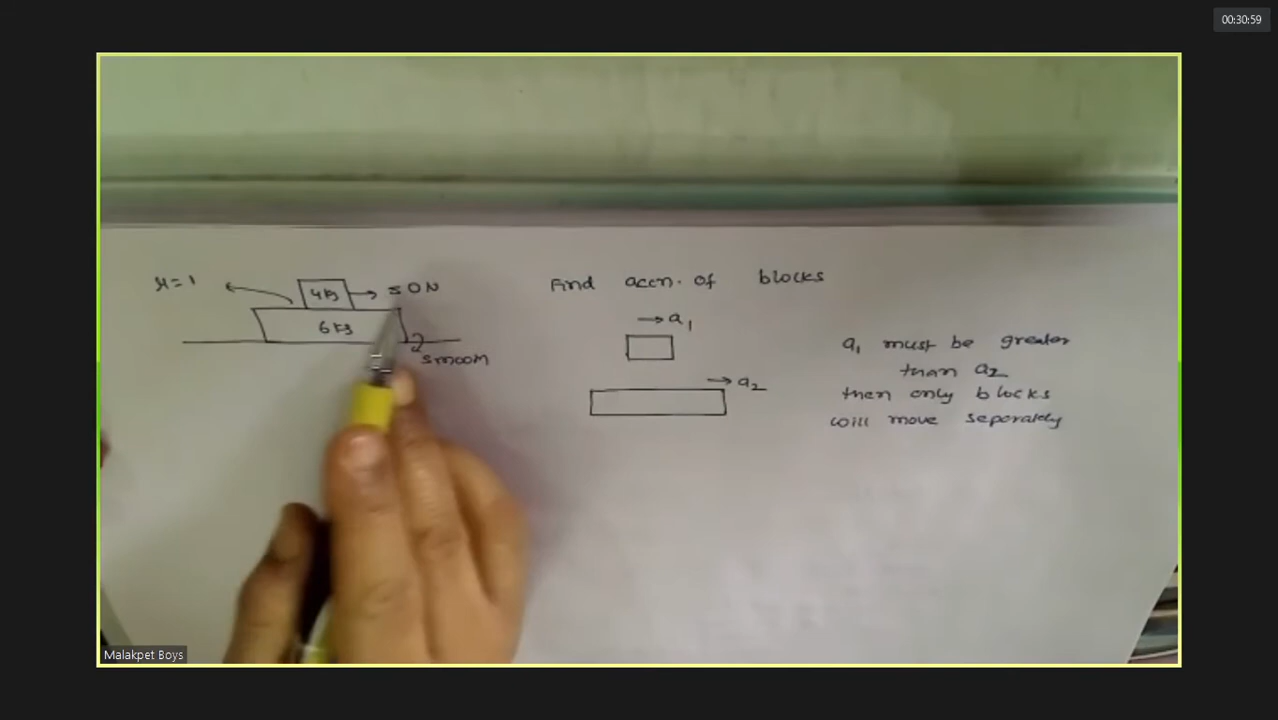 00:30:59
μ=1
4kg
50N
6kg
smooth
Find accn. of blocks
a1
a2
a1 must be greater
than a2
then only blocks
will move seperately
Malakpet Boys